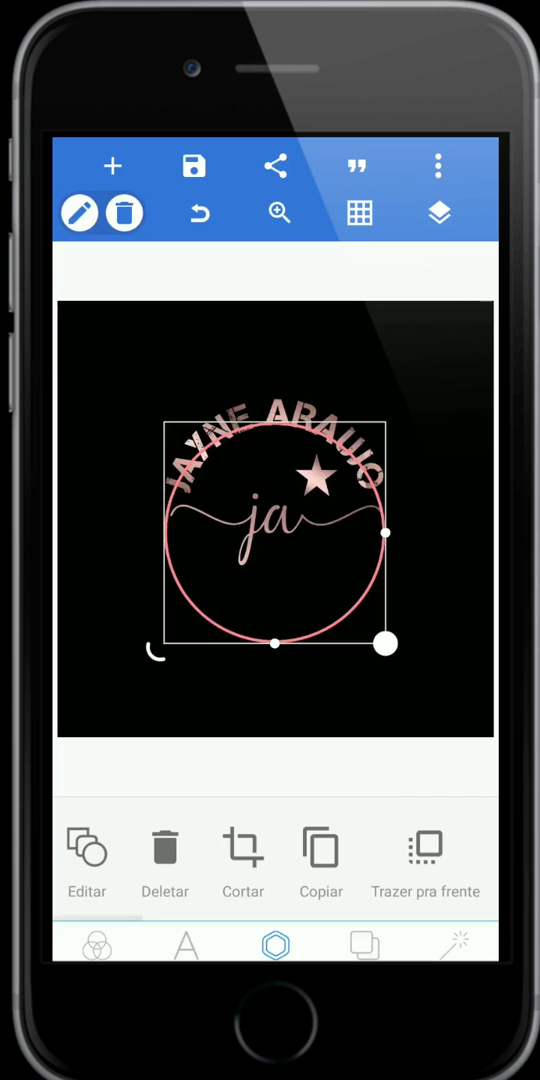 JAYNE ARAUJO
ja
Editar
Deletar
Cortar
Copiar
Trazer pra frente